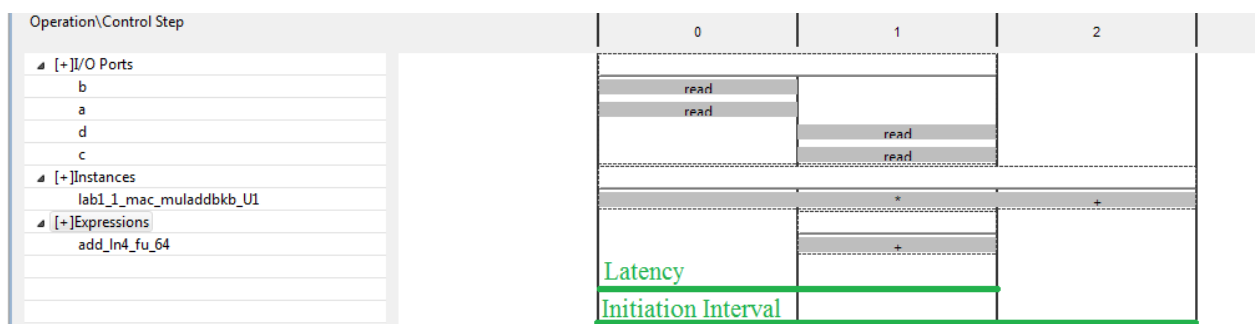 Operation\Control Step
0 1 2
[+]I/O Ports
b read
a read
d read
c read
[+]Instances
lab1_1_mac_muladdbkb_U1 * +
[+]Expressions
add_ln4_fu_64 +
Latency
Initiation Interval